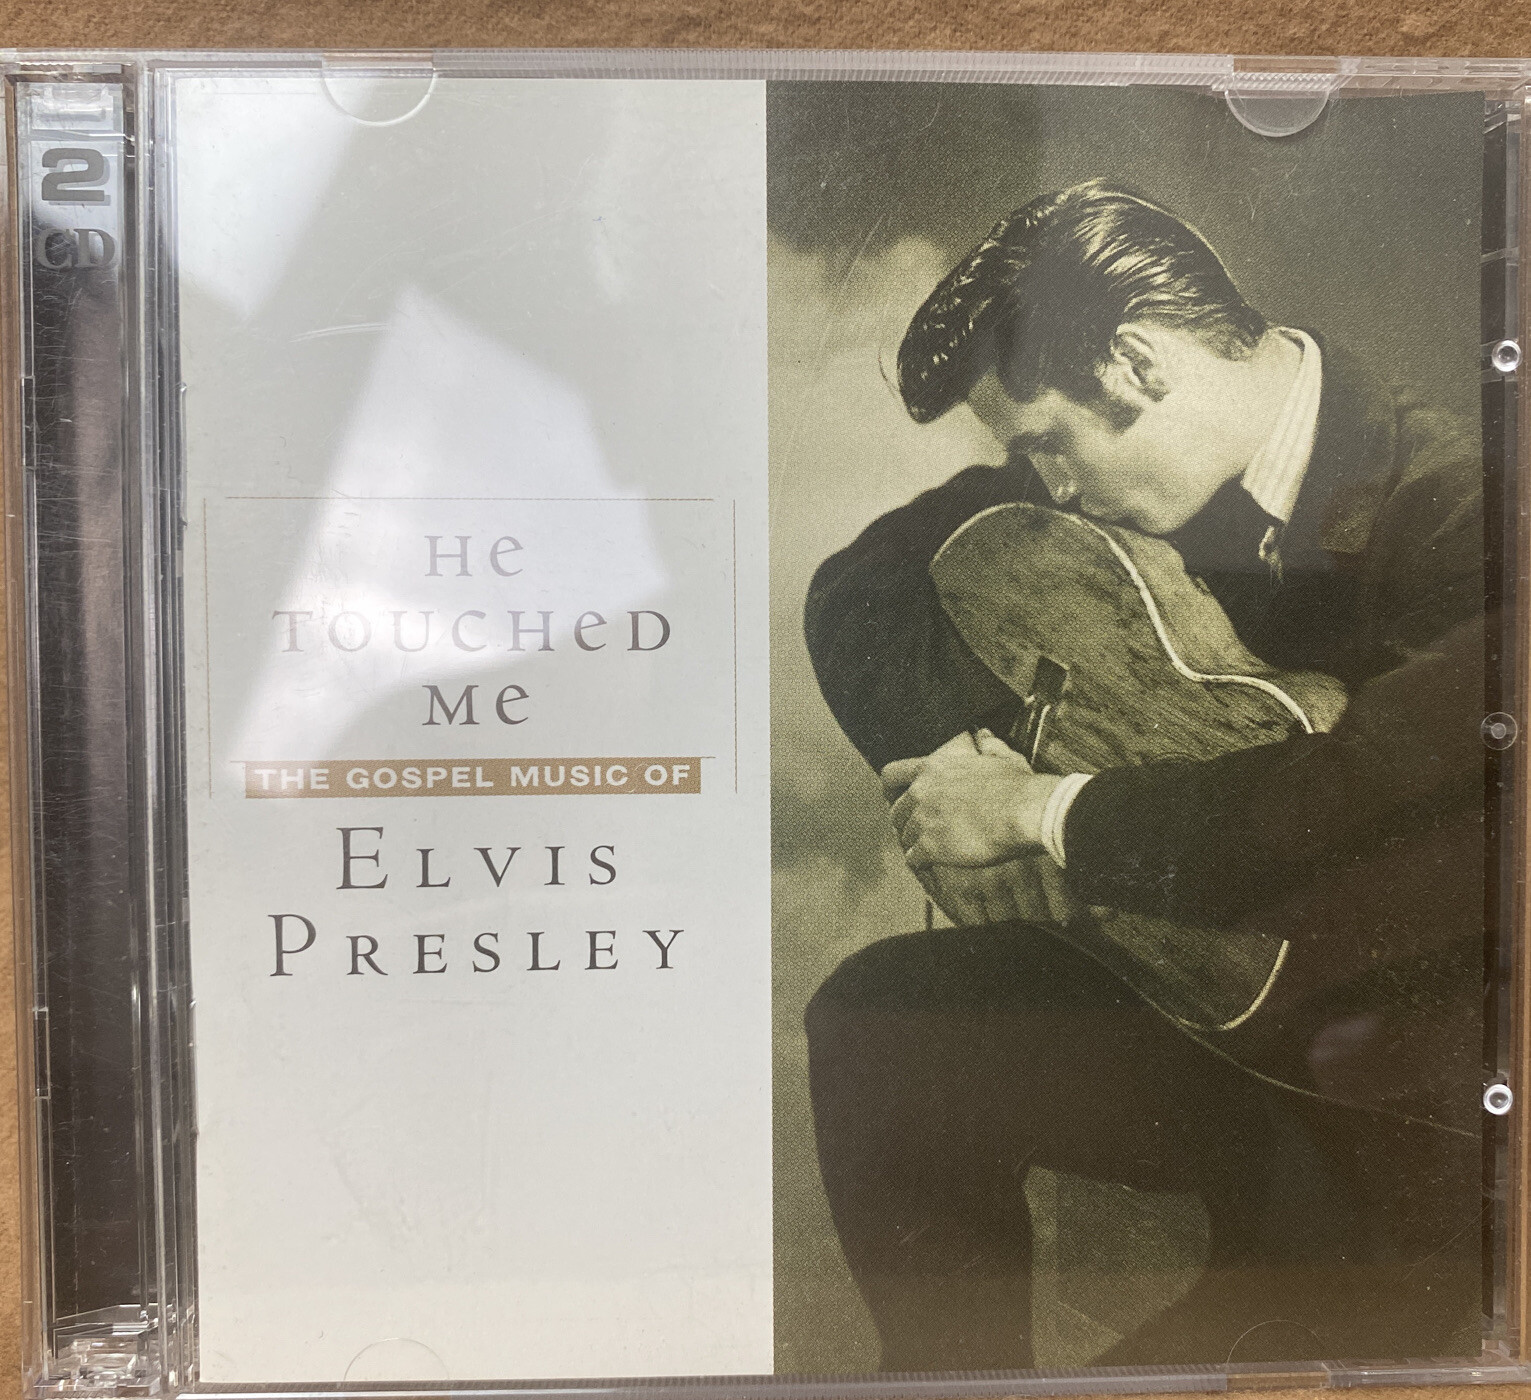 2
CD
He
TOUCHeD
Me
THE GOSPEL MUSIC OF
ELVIS
PRESLEY